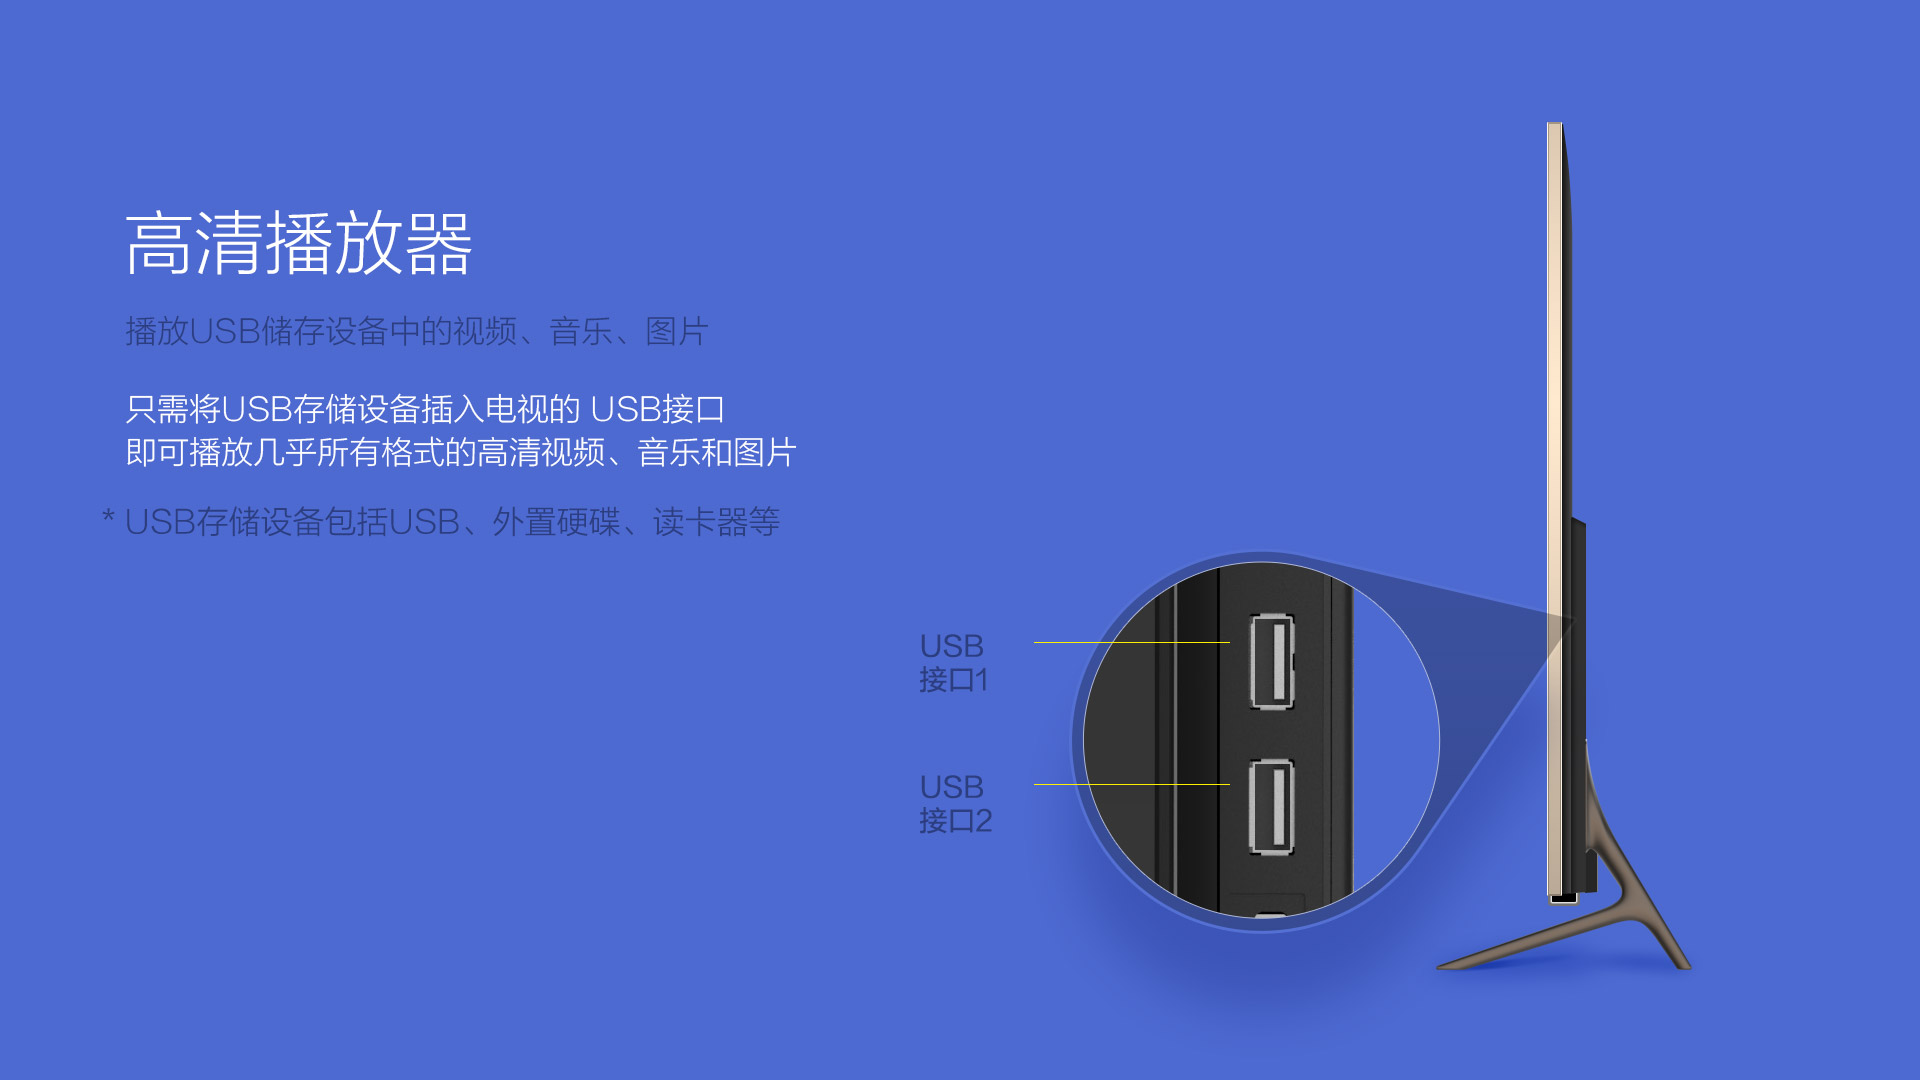 高清播放器
播放USB储存设备中的视频、音乐、图片
只需将USB存储设备插入电视的 USB接口
即可播放几乎所有格式的高清视频、音乐和图片
* USB存储设备包括USB、外置硬碟、读卡器等
USB
接口1
USB
接口2